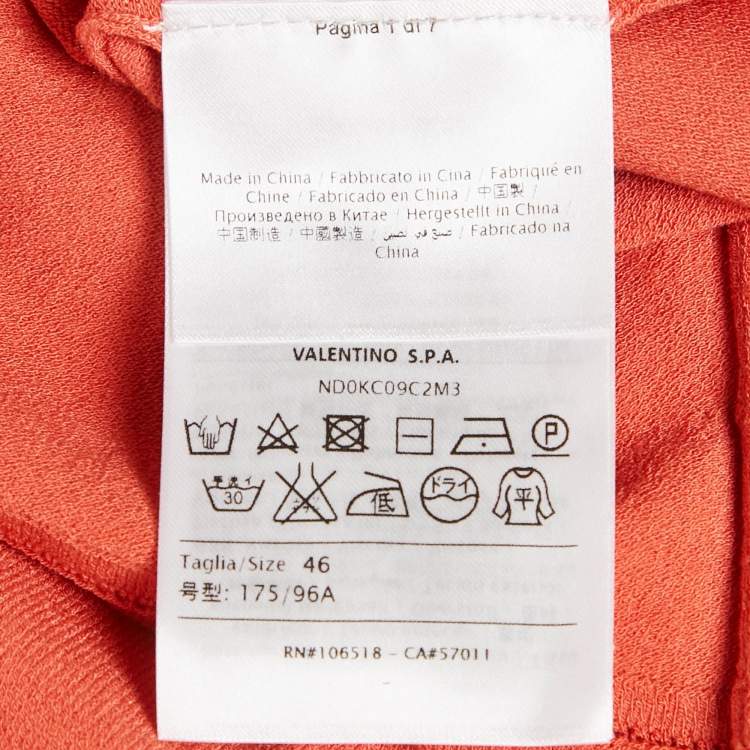 Pagina 1 di 7
Made in China / Fabbricato in Cina / Fabriqué en
Chine / Fabricado en China / 中国製 /
Произведено в Китае / Hergestellt in China /
中国制造 / 中國製造 / صنع في الصين / Fabricado na
China
VALENTINO S.P.A.
ND0KC09C2M3
P
30
低
ドライ
平
Taglia/Size 46
号型: 175/96A
RN#106518 - CA#57011